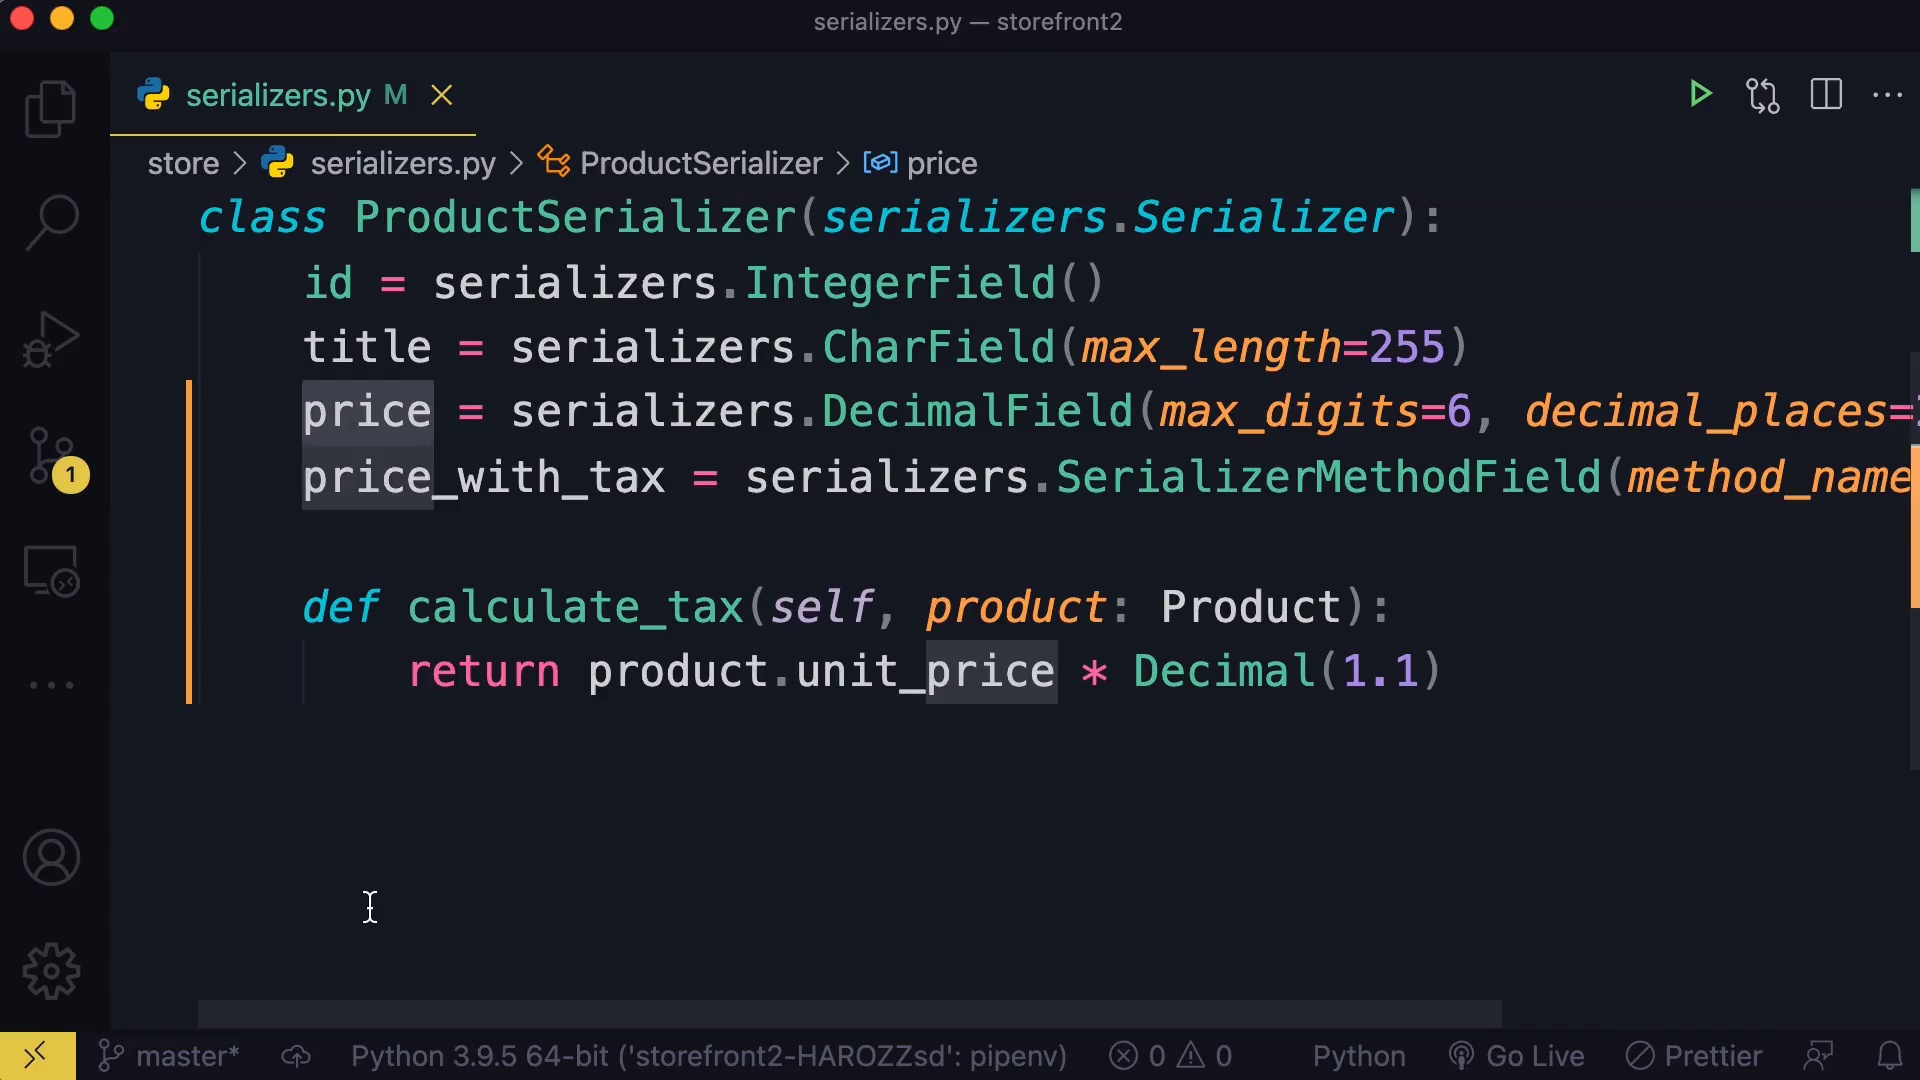 serializers.py — storefront2
serializers.py M
store > serializers.py > ProductSerializer > price
class ProductSerializer(serializers.Serializer):
id = serializers.IntegerField()
title = serializers.CharField(max_length=255)
price = serializers.DecimalField(max_digits=6, decimal_places=
price_with_tax = serializers.SerializerMethodField(method_name
def calculate_tax(self, product: Product):
return product.unit_price * Decimal(1.1)
1
master* Python 3.9.5 64-bit ('storefront2-HAROZZsd': pipenv) 0 0 Python Go Live Prettier